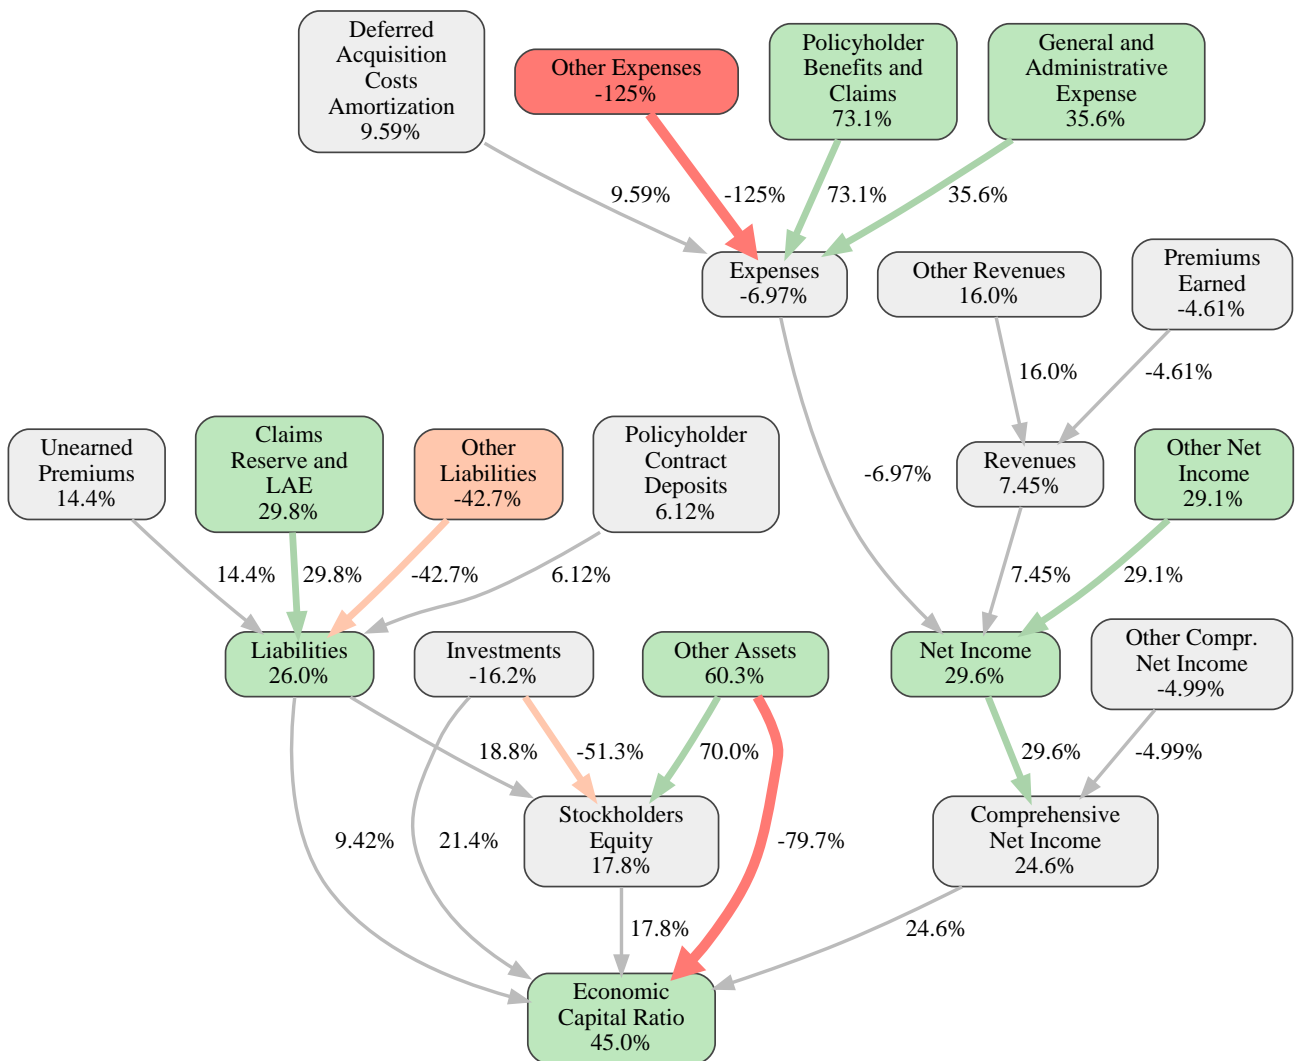 Deferred
Acquisition
Costs
Amortization
9.59%
Other Expenses
-125%
Policyholder
Benefits and
Claims
73.1%
General and
Administrative
Expense
35.6%
9.59%
-125%
73.1%
35.6%
Expenses
-6.97%
Other Revenues
16.0%
Premiums
Earned
-4.61%
16.0%
-4.61%
Unearned
Premiums
14.4%
Claims
Reserve and
LAE
29.8%
Other
Liabilities
-42.7%
Policyholder
Contract
Deposits
6.12%
-6.97%
Revenues
7.45%
Other Net
Income
29.1%
14.4%
29.8%
-42.7%
6.12%
7.45%
29.1%
Liabilities
26.0%
Investments
-16.2%
Other Assets
60.3%
Net Income
29.6%
Other Compr.
Net Income
-4.99%
18.8%
-51.3%
70.0%
29.6%
-4.99%
9.42%
21.4%
Stockholders
Equity
17.8%
-79.7%
Comprehensive
Net Income
24.6%
17.8%
24.6%
Economic
Capital Ratio
45.0%